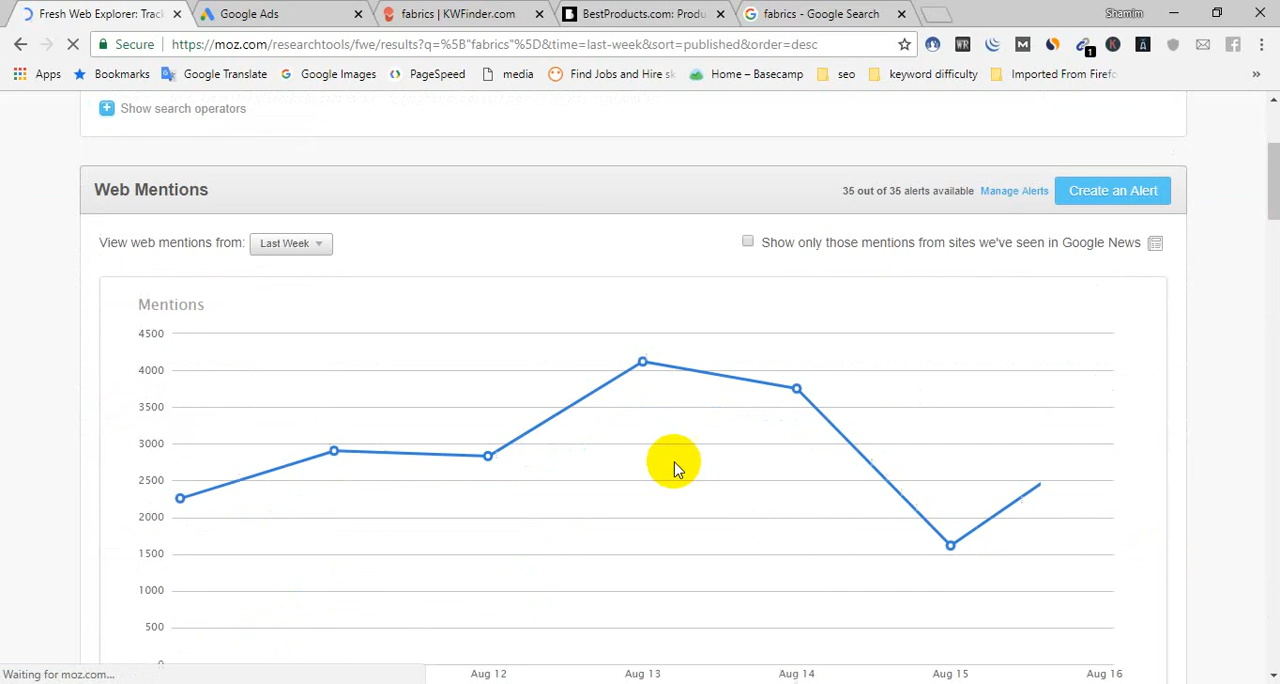 Fresh Web Explorer: Track
Google Ads
fabrics | KWFinder.com
BestProducts.com: Produ
fabrics - Google Search
Shamim
Secure
https://moz.com/researchtools/fwe/results?q=%5B"fabrics"%5D&time=last-week&sort=published&order=desc
Apps
Bookmarks
Google Translate
Google Images
PageSpeed
media
Find Jobs and Hire sk
Home – Basecamp
seo
keyword difficulty
Imported From Firefo
Show search operators
Web Mentions
35 out of 35 alerts available
Manage Alerts
Create an Alert
View web mentions from:
Last Week
Show only those mentions from sites we've seen in Google News
Mentions
4500
4000
3500
3000
2500
2000
1500
1000
500
0
Aug 12
Aug 13
Aug 14
Aug 15
Aug 16
Waiting for moz.com...